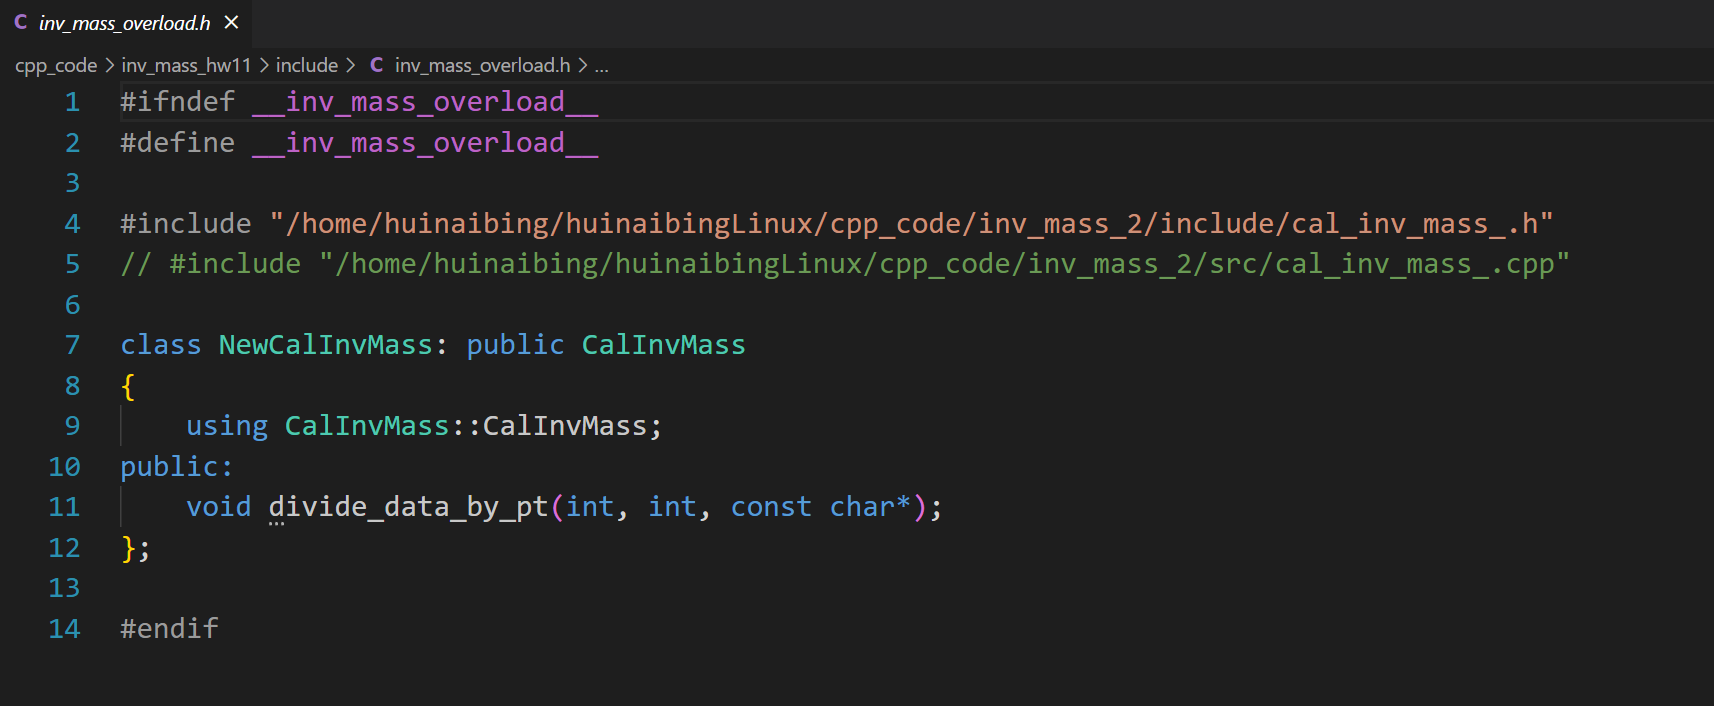 C inv_mass_overload.h ×
cpp_code > inv_mass_hw11 > include > C inv_mass_overload.h > ...
1 #ifndef __inv_mass_overload__
2 #define __inv_mass_overload__
3
4 #include "/home/huinaibing/huinaibingLinux/cpp_code/inv_mass_2/include/cal_inv_mass_.h"
5 // #include "/home/huinaibing/huinaibingLinux/cpp_code/inv_mass_2/src/cal_inv_mass_.cpp"
6
7 class NewCalInvMass: public CalInvMass
8 {
9     using CalInvMass::CalInvMass;
10 public:
11     void divide_data_by_pt(int, int, const char*);
12 };
13
14 #endif